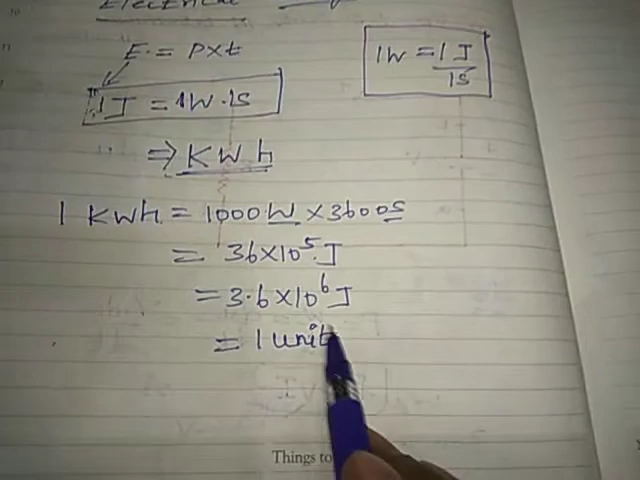 Electrical
E = P×t
1W = 1J/1s
1J = 1W·1s
⇒ KWh
1 KWh = 1000W × 3600s
= 36×10⁵ J
= 3.6×10⁶ J
= 1 unit
Things to